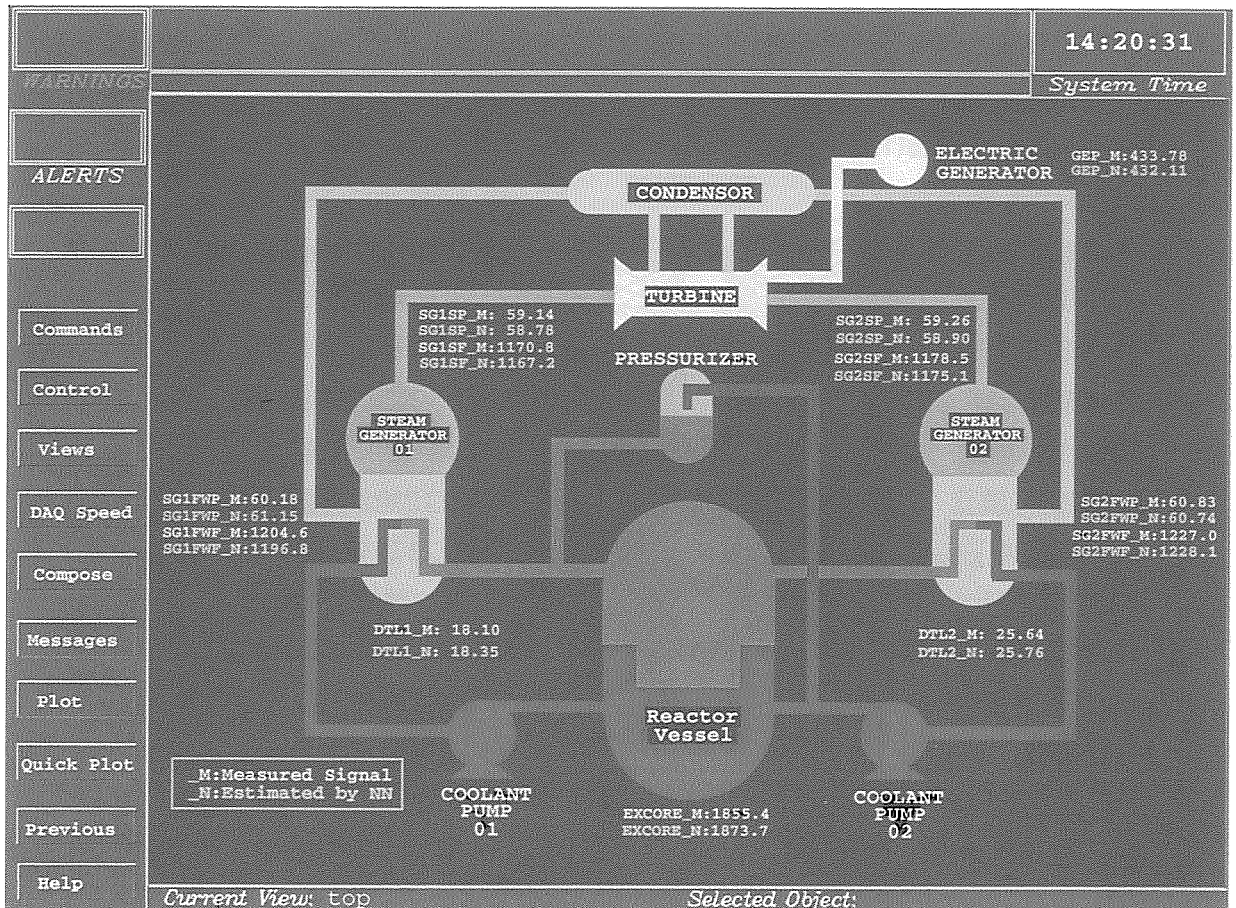 14:20:31
WARNINGS
System Time
ALERTS
Commands
Control
Views
DAQ Speed
Compose
Messages
Plot
Quick Plot
Previous
Help
ELECTRIC
GENERATOR
GEP_M:433.78
GEP_N:432.11
CONDENSOR
TURBINE
SG1SP_M: 59.14
SG1SP_N: 58.78
SG1SF_M:1170.8
SG1SF_N:1167.2
SG2SP_M: 59.26
SG2SP_N: 58.90
SG2SF_M:1178.5
SG2SF_N:1175.1
PRESSURIZER
STEAM
GENERATOR
01
STEAM
GENERATOR
02
SG1FWP_M:60.18
SG1FWP_N:61.15
SG1FWF_M:1204.6
SG1FWF_N:1196.8
SG2FWP_M:60.83
SG2FWP_N:60.74
SG2FWF_M:1227.0
SG2FWF_N:1228.1
DTL1_M: 18.10
DTL1_N: 18.35
DTL2_M: 25.64
DTL2_N: 25.76
Reactor
Vessel
_M:Measured Signal
_N:Estimated by NN
COOLANT
PUMP
01
EXCORE_M:1855.4
EXCORE_N:1873.7
COOLANT
PUMP
02
Current View: top
Selected Object: